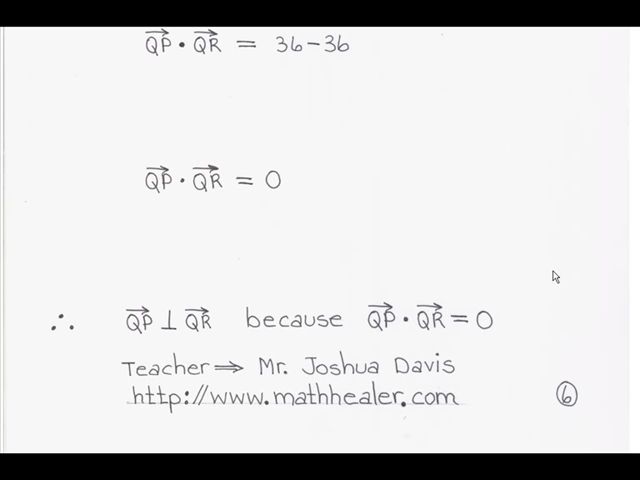 QP⃗ · QR⃗ = 36 − 36
QP⃗ · QR⃗ = 0
∴ QP⃗ ⊥ QR⃗ because QP⃗ · QR⃗ = 0
Teacher ⇒ Mr. Joshua Davis
http://www.mathhealer.com
6